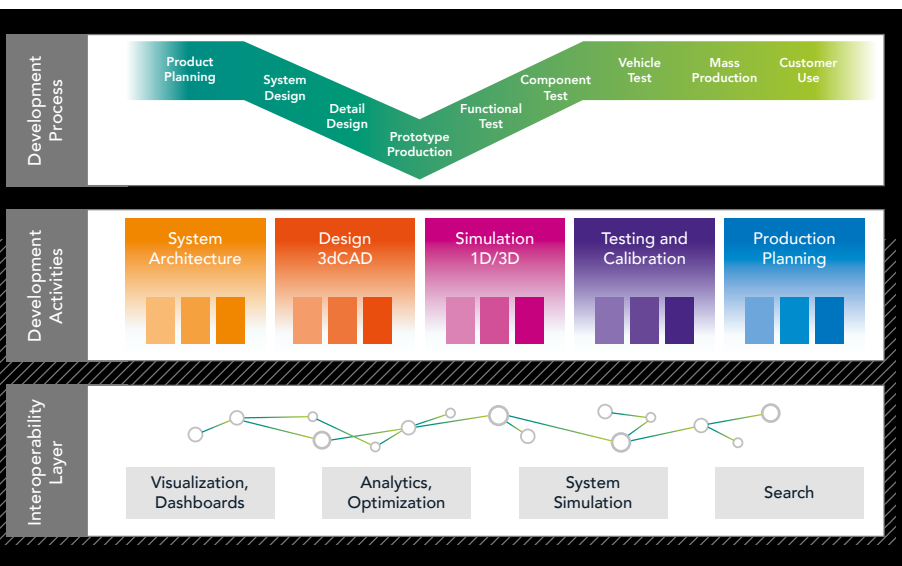 Development
Process
Product
Planning
System
Design
Detail
Design
Prototype
Production
Functional
Test
Component
Test
Vehicle
Test
Mass
Production
Customer
Use
Development
Activities
System
Architecture
Design
3dCAD
Simulation
1D/3D
Testing and
Calibration
Production
Planning
Interoperability
Layer
Visualization,
Dashboards
Analytics,
Optimization
System
Simulation
Search